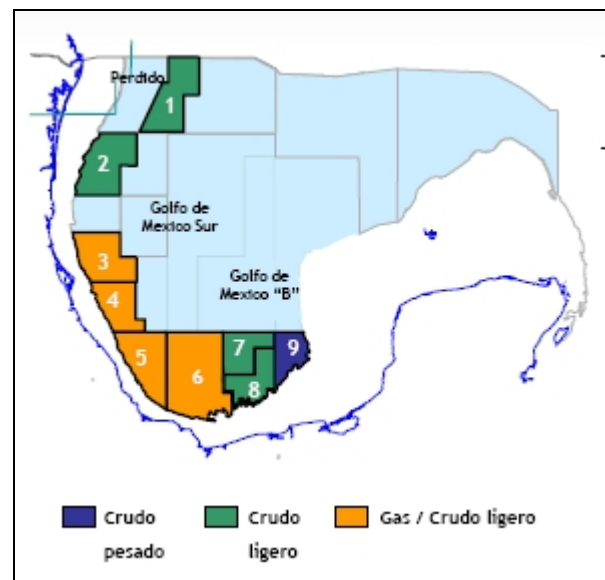 Perdido
1
2
Golfo de
Mexico Sur
3
Golfo de
Mexico "B"
4
5
6
7
9
8
Crudo
pesado
Crudo
ligero
Gas / Crudo ligero